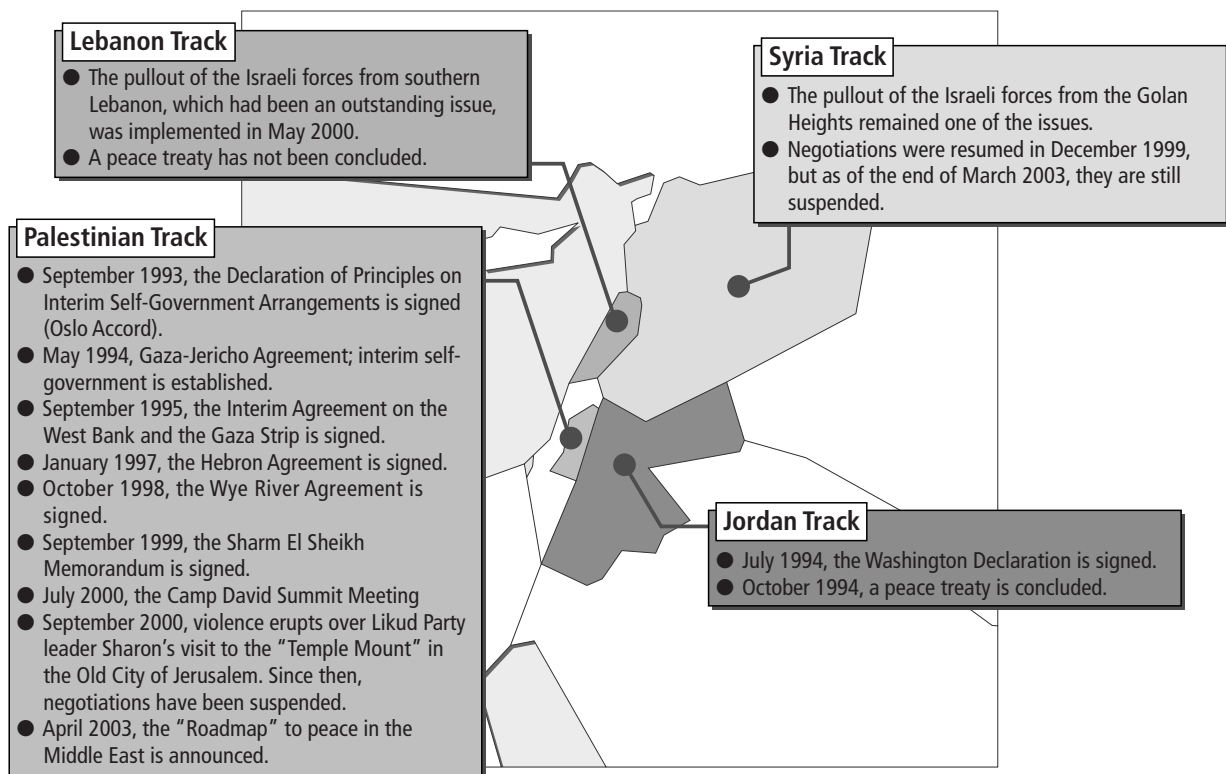 Lebanon Track
● The pullout of the Israeli forces from southern
Lebanon, which had been an outstanding issue,
was implemented in May 2000.
● A peace treaty has not been concluded.
Syria Track
● The pullout of the Israeli forces from the Golan
Heights remained one of the issues.
● Negotiations were resumed in December 1999,
but as of the end of March 2003, they are still
suspended.
Palestinian Track
● September 1993, the Declaration of Principles on
Interim Self-Government Arrangements is signed
(Oslo Accord).
● May 1994, Gaza-Jericho Agreement; interim self-
government is established.
● September 1995, the Interim Agreement on the
West Bank and the Gaza Strip is signed.
● January 1997, the Hebron Agreement is signed.
● October 1998, the Wye River Agreement is
signed.
● September 1999, the Sharm El Sheikh
Memorandum is signed.
● July 2000, the Camp David Summit Meeting
● September 2000, violence erupts over Likud Party
leader Sharon’s visit to the “Temple Mount” in
the Old City of Jerusalem. Since then,
negotiations have been suspended.
● April 2003, the “Roadmap” to peace in the
Middle East is announced.
Jordan Track
● July 1994, the Washington Declaration is signed.
● October 1994, a peace treaty is concluded.